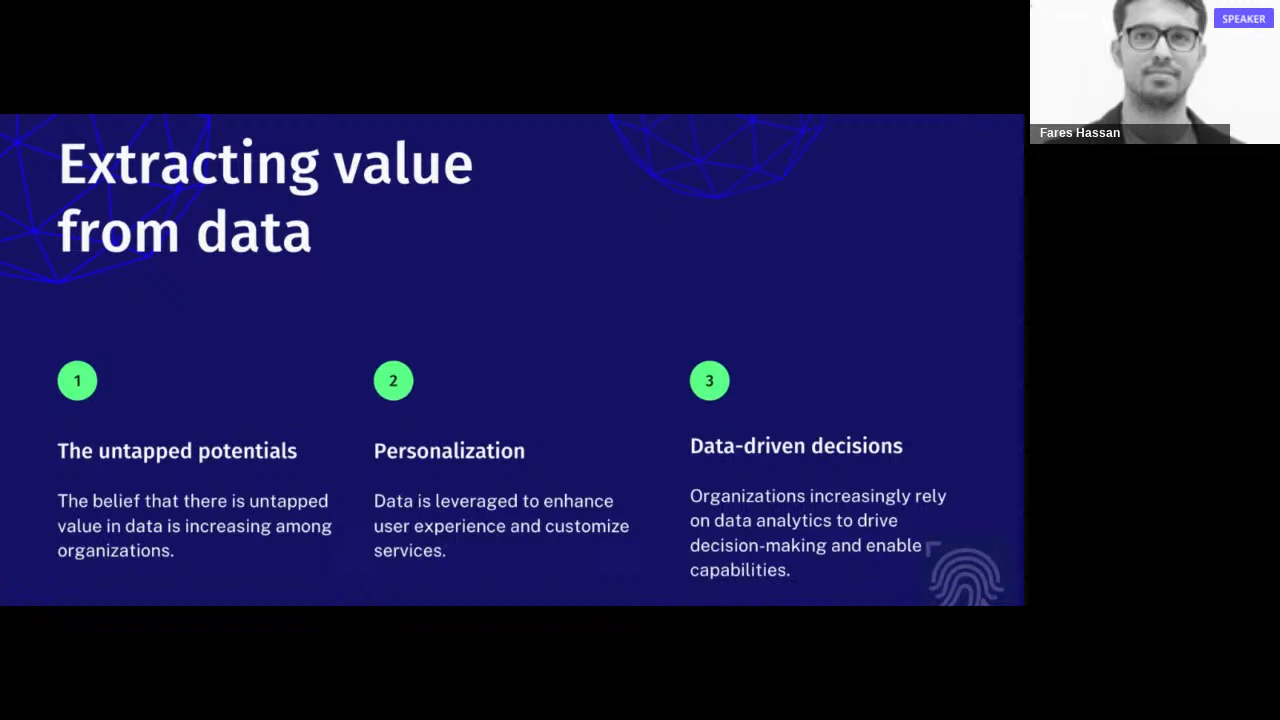 SPEAKER
Fares Hassan
Extracting value
from data
1
The untapped potentials
The belief that there is untapped
value in data is increasing among
organizations.
2
Personalization
Data is leveraged to enhance
user experience and customize
services.
3
Data-driven decisions
Organizations increasingly rely
on data analytics to drive
decision-making and enable
capabilities.